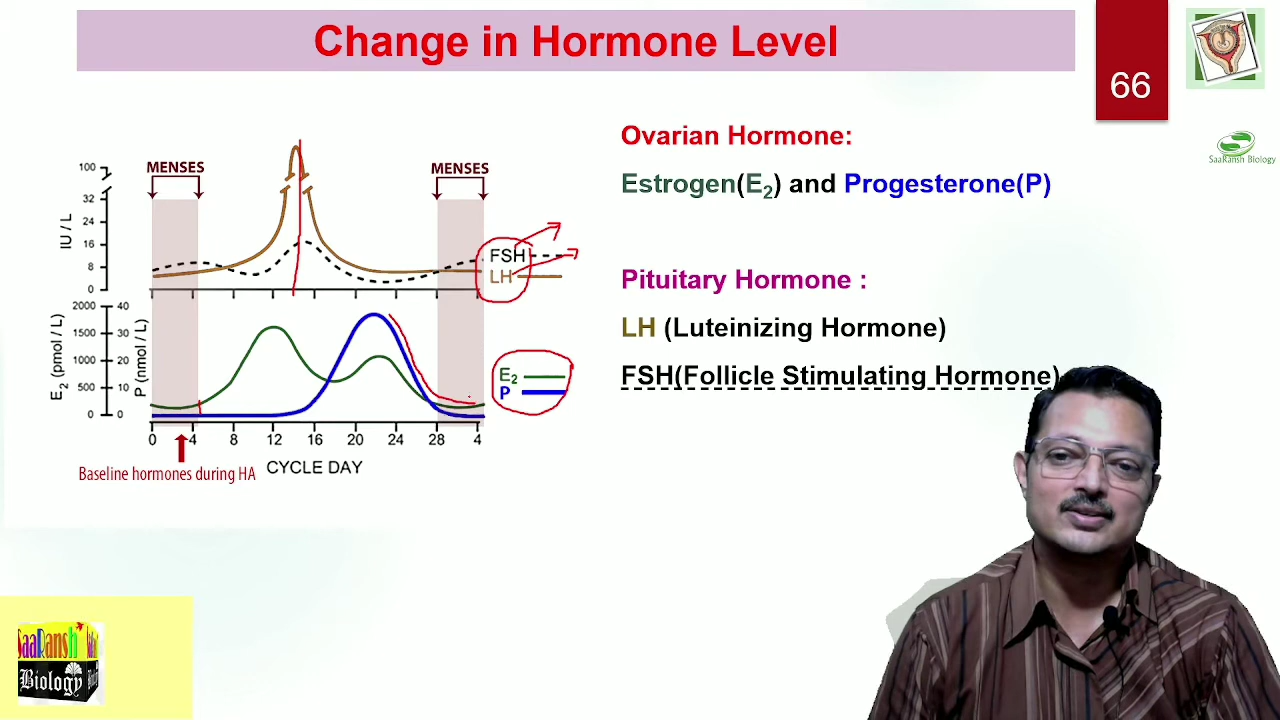 Change in Hormone Level
66
SaaRansh Biology
Ovarian Hormone:
Estrogen(E₂) and Progesterone(P)
Pituitary Hormone :
LH (Luteinizing Hormone)
FSH(Follicle Stimulating Hormone)
MENSES
MENSES
IU / L
100
32
24
16
8
0
FSH
LH
E₂ (pmol / L)
2000
1500
1000
500
0
P (nmol / L)
40
30
20
10
0
E₂
P
0 4 8 12 16 20 24 28 4
CYCLE DAY
Baseline hormones during HA
SaaRansh
Biology